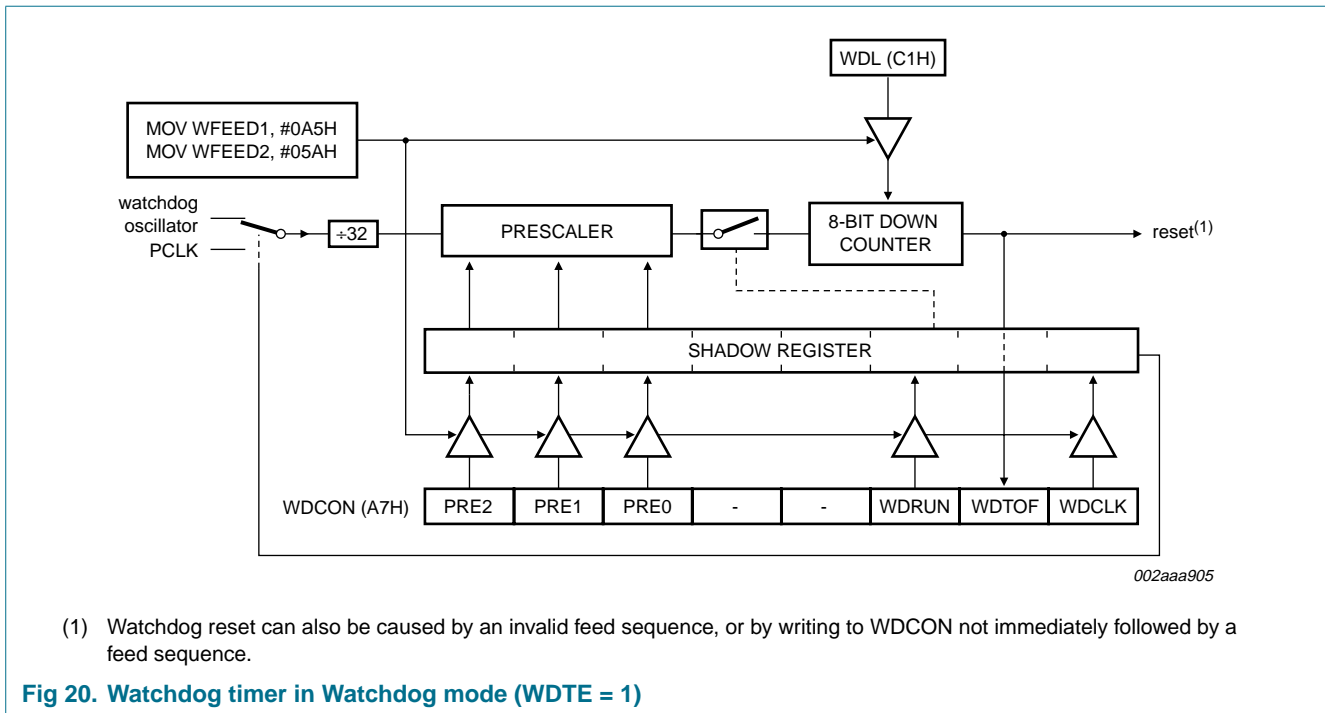 WDL (C1H)
MOV WFEED1, #0A5H
MOV WFEED2, #05AH
watchdog
oscillator
PCLK
÷32
PRESCALER
8-BIT DOWN
COUNTER
reset(1)
SHADOW REGISTER
WDCON (A7H)
PRE2
PRE1
PRE0
-
-
WDRUN
WDTOF
WDCLK
002aaa905
(1) Watchdog reset can also be caused by an invalid feed sequence, or by writing to WDCON not immediately followed by a
feed sequence.
Fig 20. Watchdog timer in Watchdog mode (WDTE = 1)